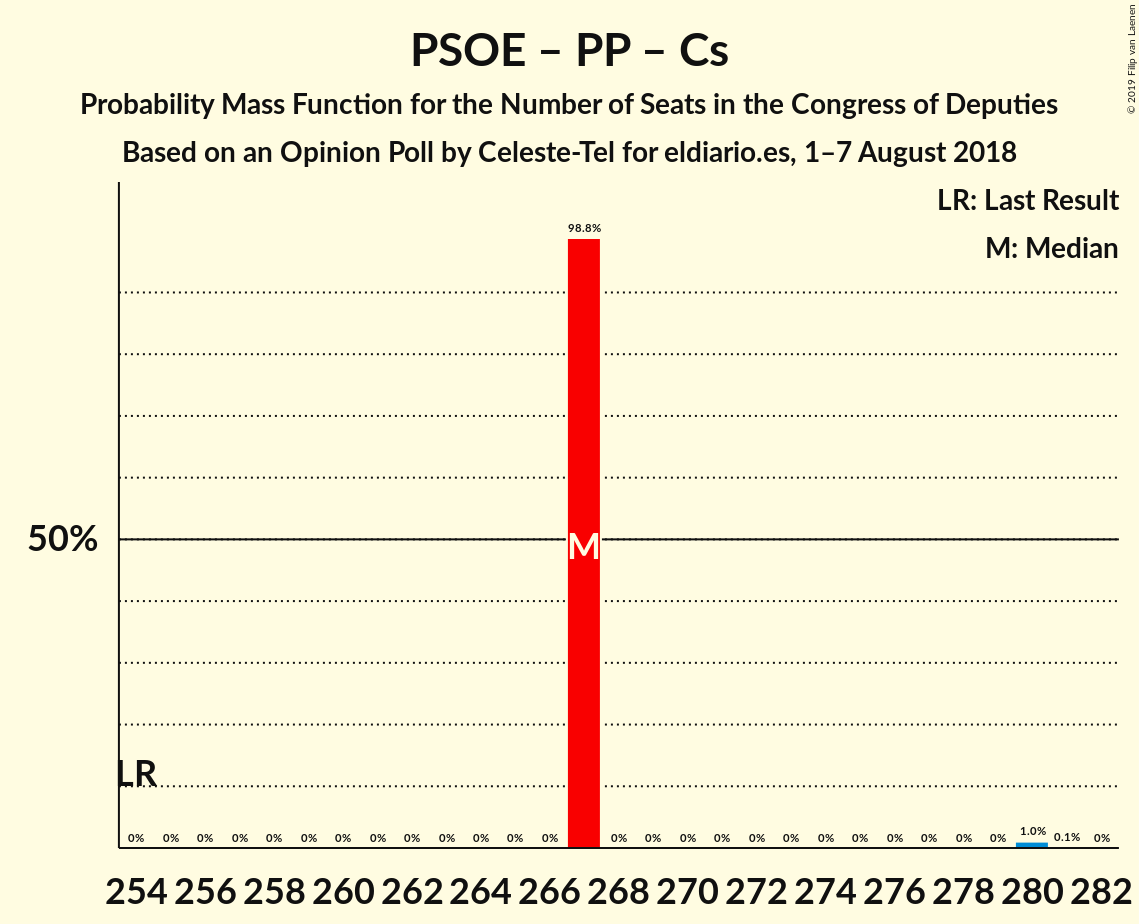 PSOE – PP – Cs
Probability Mass Function for the Number of Seats in the Congress of Deputies
Based on an Opinion Poll by Celeste-Tel for eldiario.es, 1–7 August 2018
© 2019 Filip van Laenen
LR: Last Result
M: Median
98.8%
50%
M
LR
0% 0% 0% 0% 0% 0% 0% 0% 0% 0% 0% 0% 0% 0% 0% 0% 0% 0% 0% 0% 0% 0% 0% 0% 0% 1.0% 0.1% 0%
254 256 258 260 262 264 266 268 270 272 274 276 278 280 282